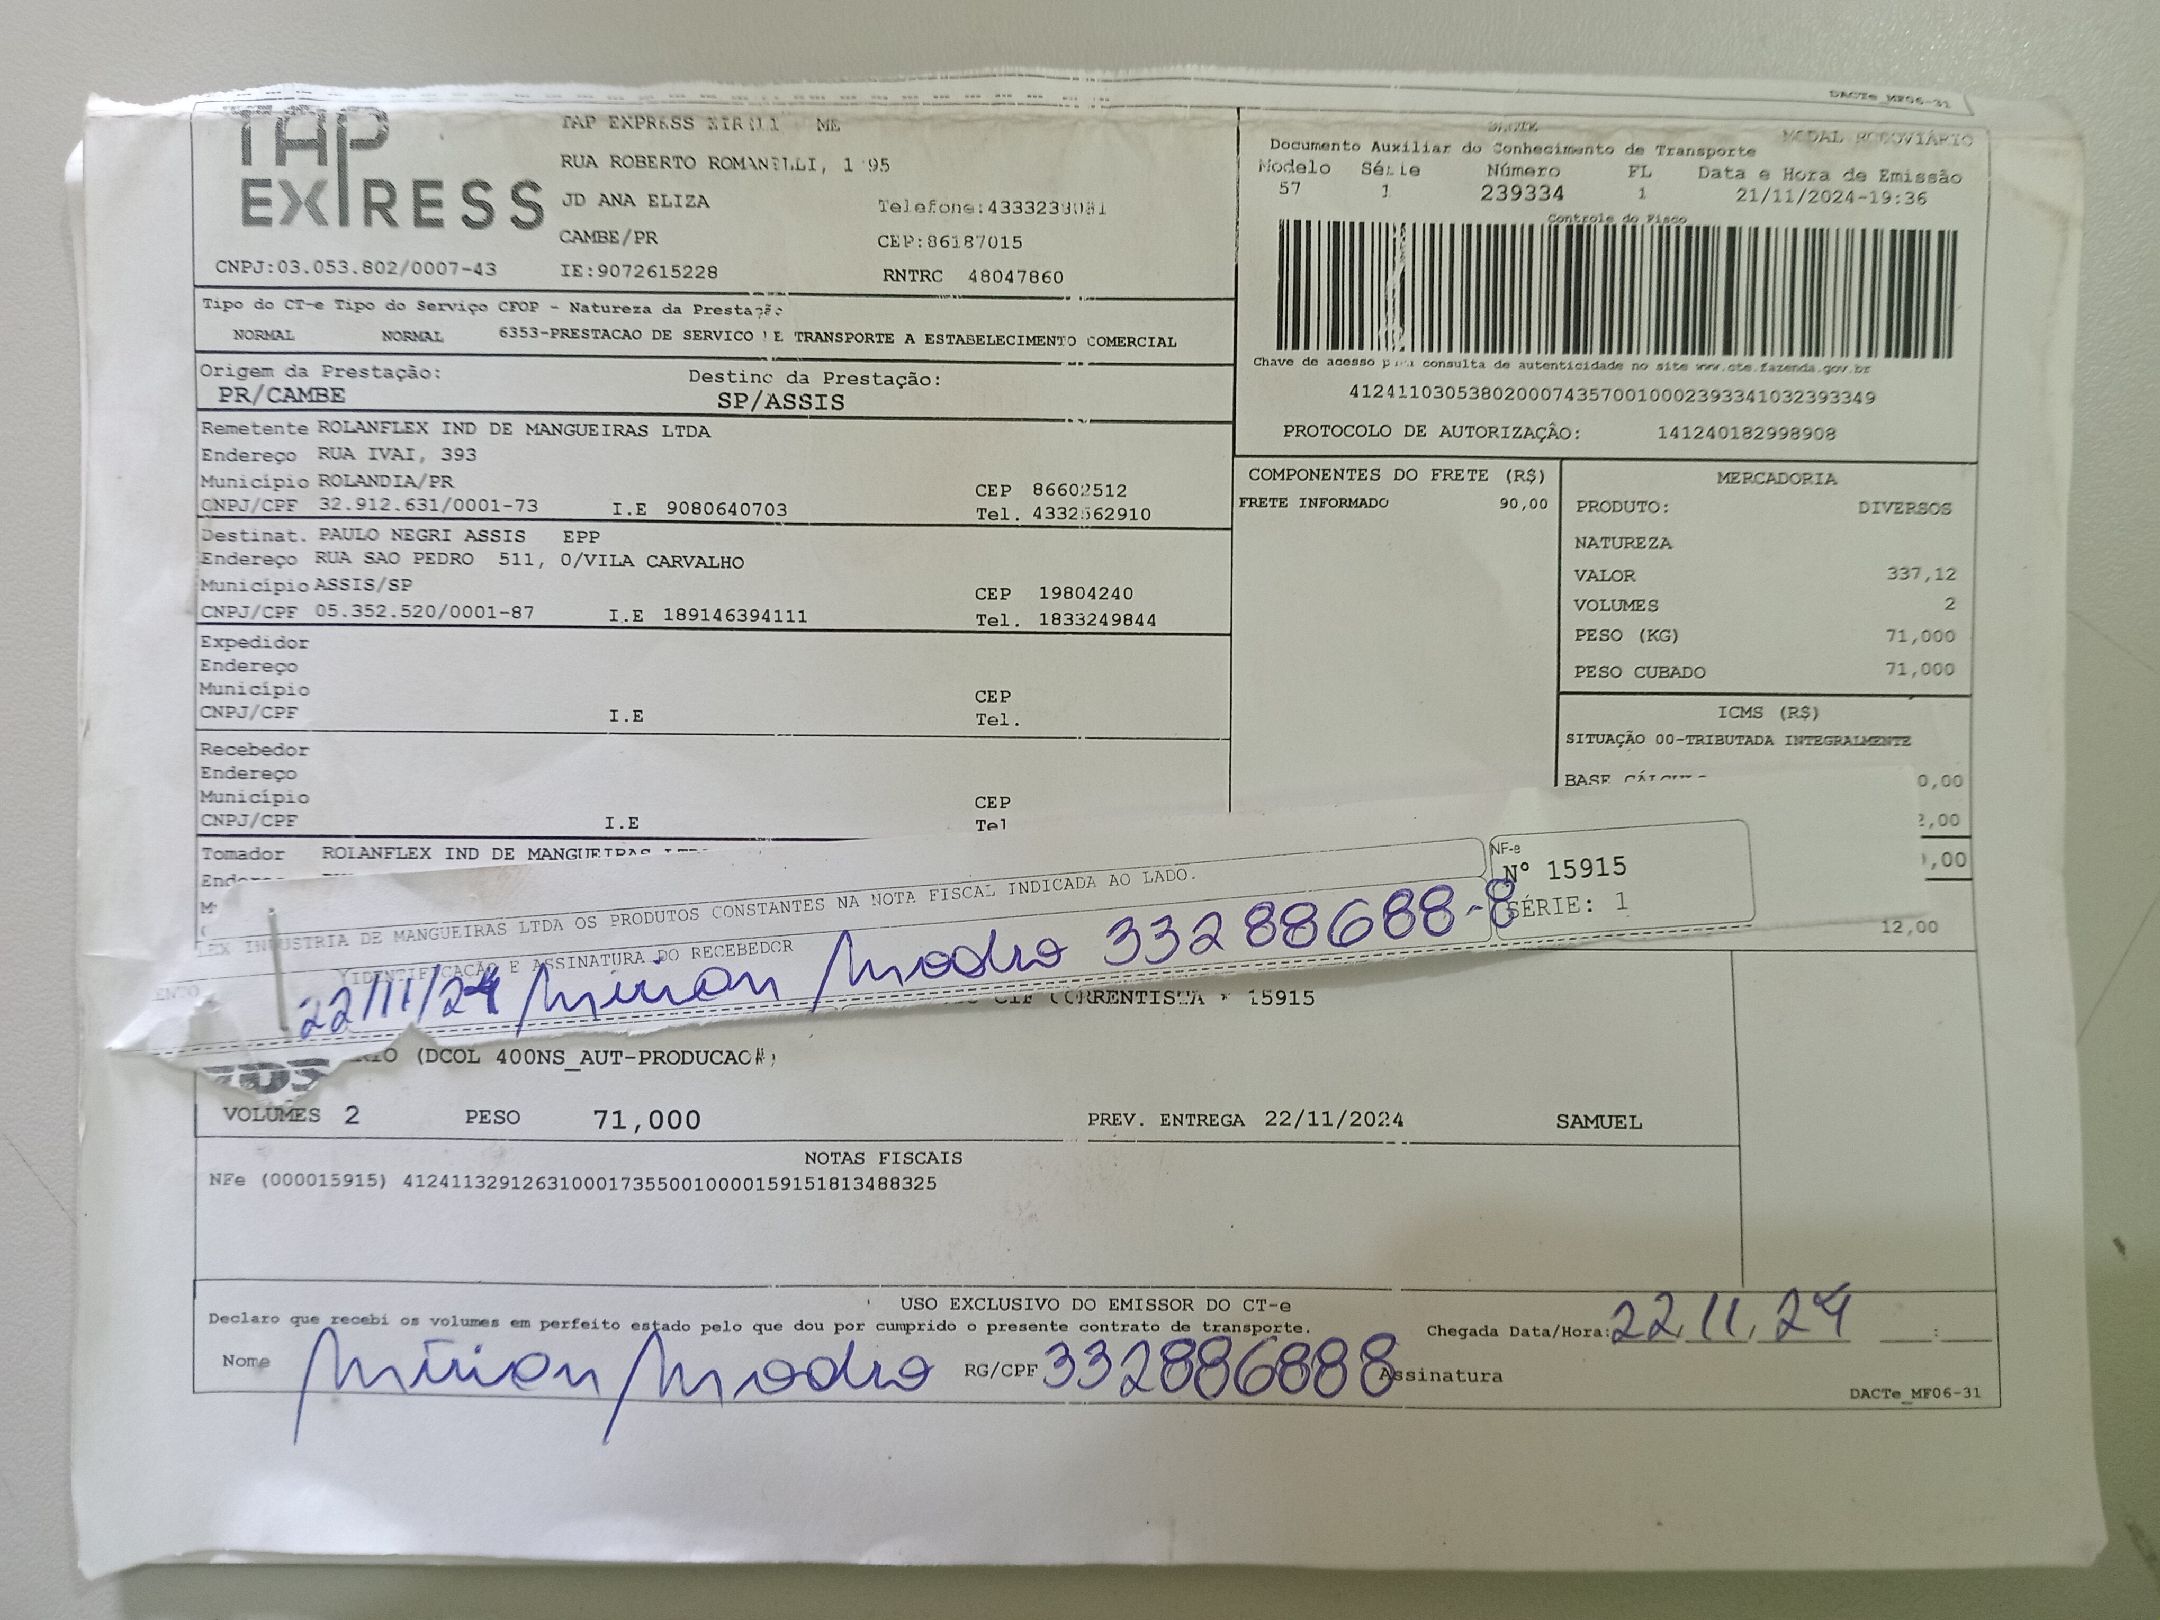 DACTe_MF06-31
TAP EXPRESS
TAP EXPRESS EIRELI ME
RUA ROBERTO ROMANELLI,
JD ANA ELIZA
CAMBE/PR
CEP:86187015
CNPJ:03.053.802/0007-43
IE:9072615228
RNTRC 48047860
DACTE MODAL RODOVIÁRIO
Documento Auxiliar do Conhecimento de Transporte
Modelo Série Número FL Data e Hora de Emissão
57 1 239334 1 21/11/2024-19:36
Controle do Fisco
Chave de acesso para consulta de autenticidade no site www.cte.fazenda.gov.br
41241103053802000743570010002393341032393349
PROTOCOLO DE AUTORIZAÇÂO: 141240182998908
Tipo do CT-e Tipo do Serviço CFOP - Natureza da Prestação
NORMAL NORMAL 6353-PRESTACAO DE SERVICO DE TRANSPORTE A ESTABELECIMENTO COMERCIAL
Origem da Prestação: Destino da Prestação:
PR/CAMBE SP/ASSIS
Remetente ROLANFLEX IND DE MANGUEIRAS LTDA
Endereço RUA IVAI, 393
Município ROLANDIA/PR CEP 86602512
CNPJ/CPF 32.912.631/0001-73 I.E 9080640703 Tel. 4332562910
Destinat. PAULO NEGRI ASSIS EPP
Endereço RUA SAO PEDRO 511, 0/VILA CARVALHO
Município ASSIS/SP CEP 19804240
CNPJ/CPF 05.352.520/0001-87 I.E 189146394111 Tel. 1833249844
Expedidor
Endereço
Município CEP
CNPJ/CPF I.E Tel.
Recebedor
Endereço
Município CEP
CNPJ/CPF I.E Tel
Tomador ROLANFLEX IND DE MANGUEIRAS
COMPONENTES DO FRETE (R$)
FRETE INFORMADO 90,00
MERCADORIA
PRODUTO: DIVERSOS
NATUREZA
VALOR 337,12
VOLUMES 2
PESO (KG) 71,000
PESO CUBADO 71,000
ICMS (R$)
SITUAÇÃO 00-TRIBUTADA INTEGRALMENTE
BASE
12,00
INDUSTRIA DE MANGUEIRAS LTDA OS PRODUTOS CONSTANTES NA NOTA FISCAL INDICADA AO LADO.
IDENTIFICAÇÃO E ASSINATURA DO RECEBEDOR
NF-e
Nº 15915
SÉRIE: 1
22/11/24 Mirian Madro 33288688-8
CIF CORRENTISTA * 15915
(DCOL 400NS_AUT-PRODUCAO#)
VOLUMES 2 PESO 71,000 PREV. ENTREGA 22/11/2024 SAMUEL
NOTAS FISCAIS
NFe (000015915) 41241132912631000173550010000159151813488325
USO EXCLUSIVO DO EMISSOR DO CT-e
Declaro que recebi os volumes em perfeito estado pelo que dou por cumprido o presente contrato de transporte.
Chegada Data/Hora: 22/11/24 __:__
Nome Mirian Madro RG/CPF 332886888 Assinatura
DACTe_MF06-31